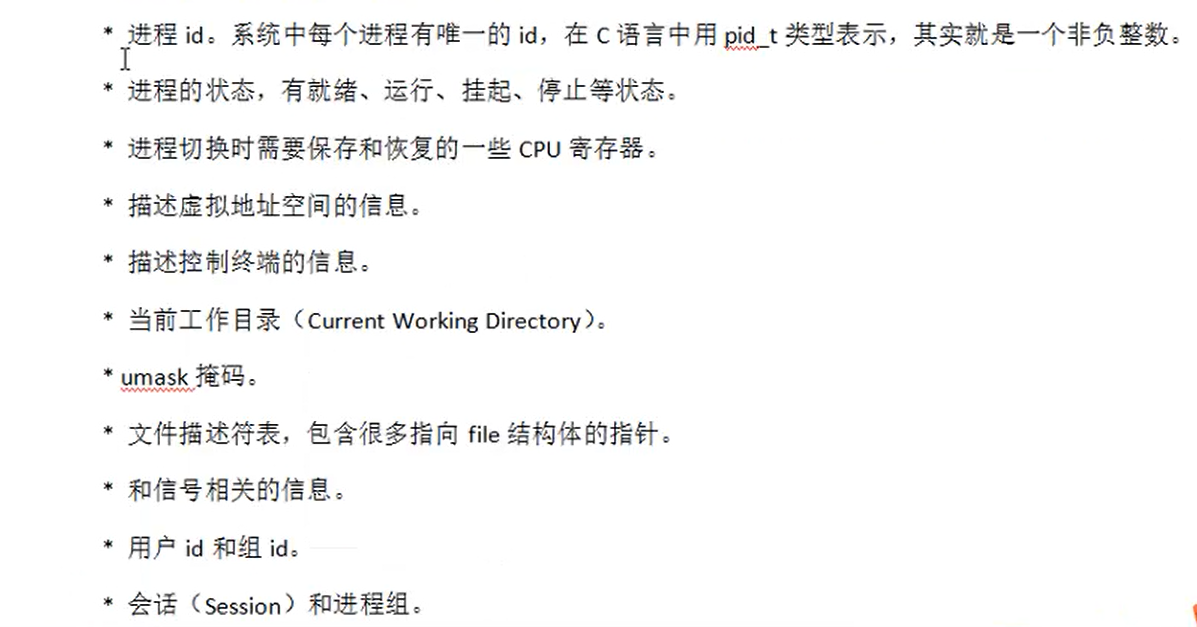 * 进程 id。系统中每个进程有唯一的 id，在 C 语言中用 pid_t 类型表示，其实就是一个非负整数。
* 进程的状态，有就绪、运行、挂起、停止等状态。
* 进程切换时需要保存和恢复的一些 CPU 寄存器。
* 描述虚拟地址空间的信息。
* 描述控制终端的信息。
* 当前工作目录（Current Working Directory）。
* umask 掩码。
* 文件描述符表，包含很多指向 file 结构体的指针。
* 和信号相关的信息。
* 用户 id 和组 id。
* 会话（Session）和进程组。